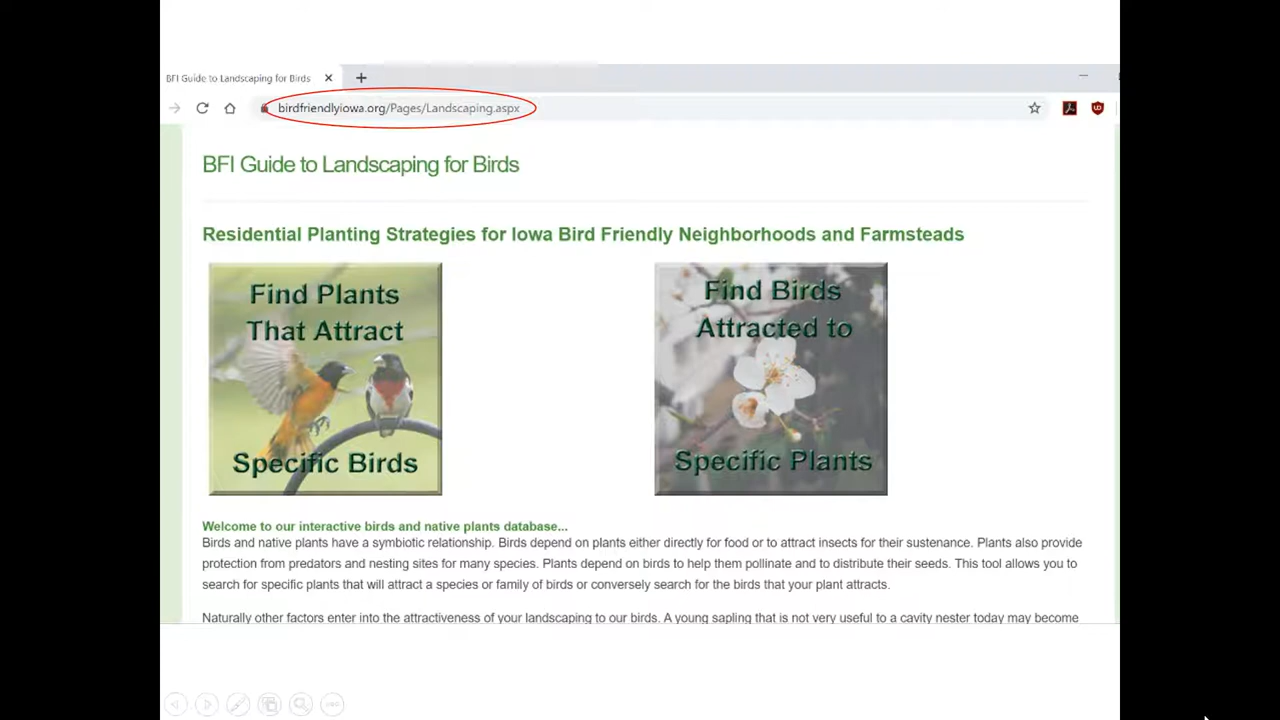 BFI Guide to Landscaping for Birds
birdfriendlyiowa.org/Pages/Landscaping.aspx
BFI Guide to Landscaping for Birds
Residential Planting Strategies for Iowa Bird Friendly Neighborhoods and Farmsteads
Find Plants
That Attract
Specific Birds
Find Birds
Attracted to
Specific Plants
Welcome to our interactive birds and native plants database...
Birds and native plants have a symbiotic relationship. Birds depend on plants either directly for food or to attract insects for their sustenance. Plants also provide
protection from predators and nesting sites for many species. Plants depend on birds to help them pollinate and to distribute their seeds. This tool allows you to
search for specific plants that will attract a species or family of birds or conversely search for the birds that your plant attracts.
Naturally other factors enter into the attractiveness of your landscaping to our birds. A young sapling that is not very useful to a cavity nester today may become